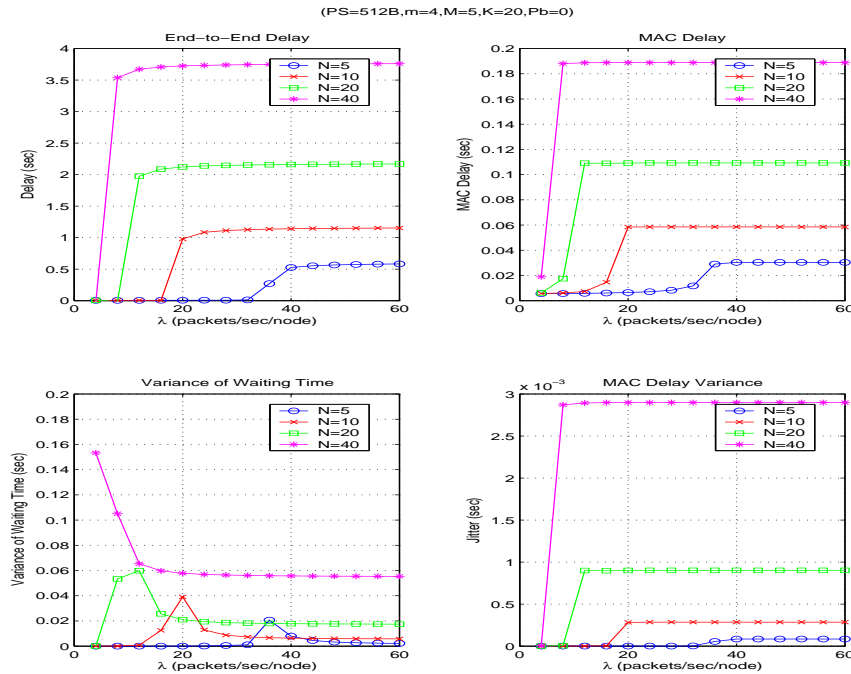 (PS=512B,m=4,M=5,K=20,Pb=0)
End−to−End Delay
4
3.5
3
2.5
2
1.5
1
0.5
0
Delay (sec)
0 20 40 60
λ (packets/sec/node)
N=5
N=10
N=20
N=40
MAC Delay
0.2
0.18
0.16
0.14
0.12
0.1
0.08
0.06
0.04
0.02
0
MAC Delay (sec)
0 20 40 60
λ (packets/sec/node)
N=5
N=10
N=20
N=40
Variance of Waiting Time
0.2
0.18
0.16
0.14
0.12
0.1
0.08
0.06
0.04
0.02
0
Variance of Waiting Time (sec)
0 20 40 60
λ (packets/sec/node)
N=5
N=10
N=20
N=40
MAC Delay Variance
x 10−3
3
2.5
2
1.5
1
0.5
0
Jitter (sec)
0 20 40 60
λ (packets/sec/node)
N=5
N=10
N=20
N=40